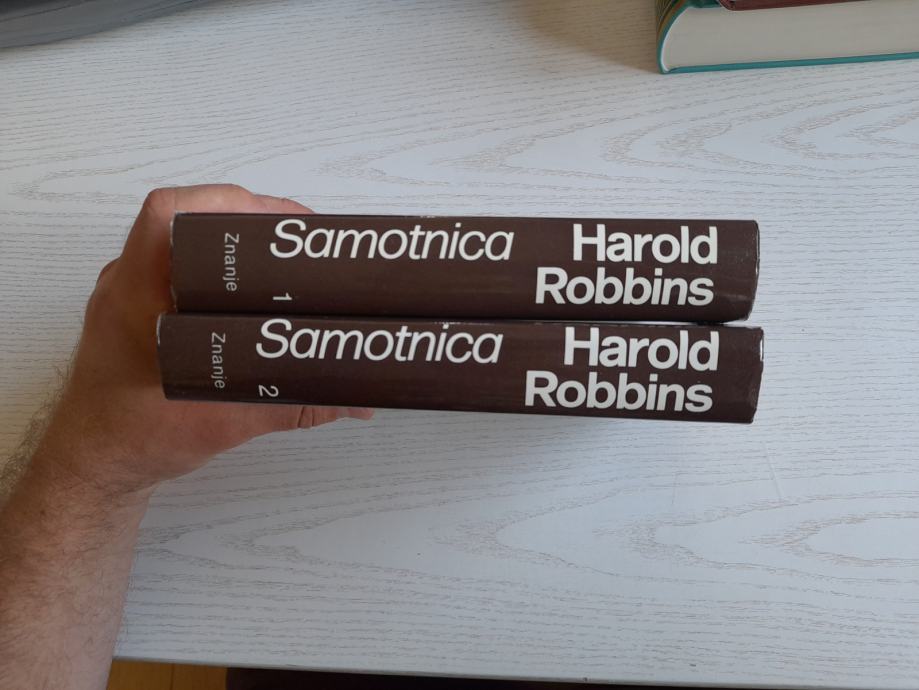 Znanje
Samotnica
1
Harold
Robbins
Znanje
Samotnica
2
Harold
Robbins